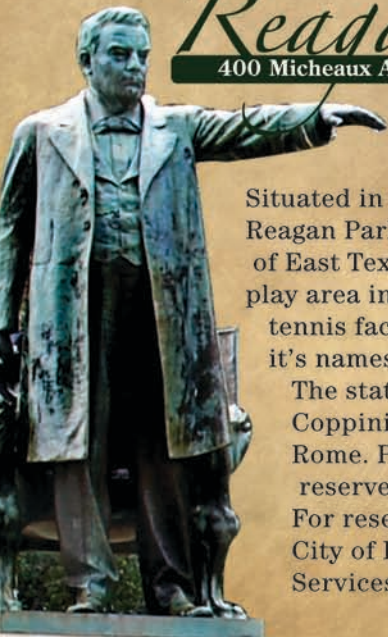 Reaga
400 Micheaux A
Situated in
Reagan Par
of East Tex
play area in
tennis fac
it's names
The stat
Coppini
Rome.
reserve
For rese
City of
Services